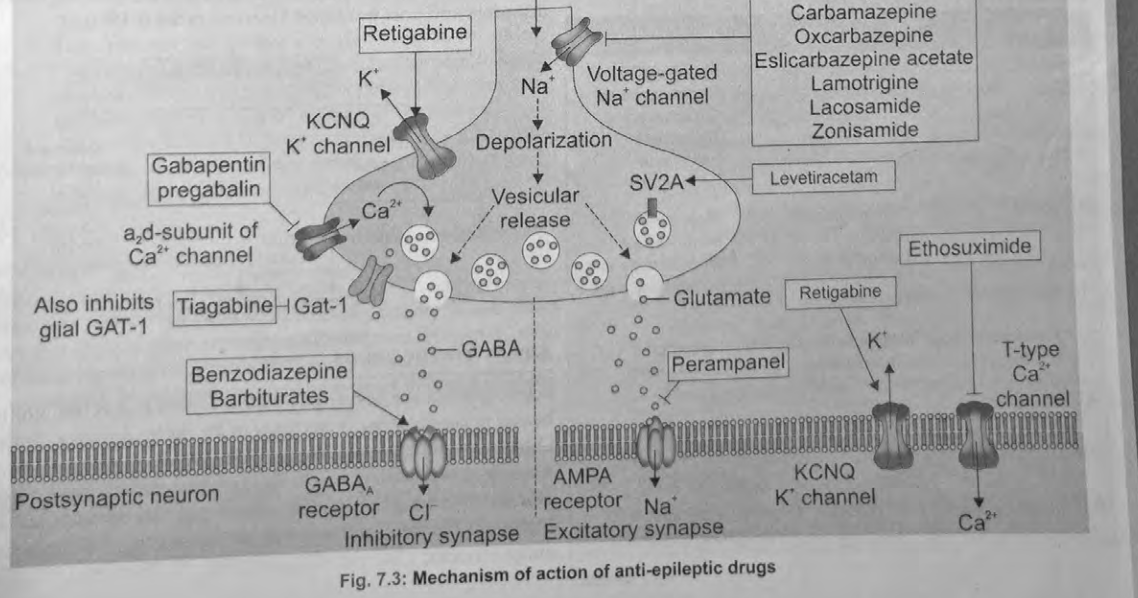 Carbamazepine
Oxcarbazepine
Eslicarbazepine acetate
Lamotrigine
Lacosamide
Zonisamide
Retigabine
K⁺
KCNQ
K⁺ channel
Na⁺
Voltage-gated
Na⁺ channel
Depolarization
Gabapentin
pregabalin
Ca²⁺
a₂d-subunit of
Ca²⁺ channel
Vesicular
release
SV2A
Levetiracetam
Ethosuximide
Also inhibits
glial GAT-1
Tiagabine
Gat-1
Glutamate
Retigabine
K⁺
GABA
Perampanel
T-type
Ca²⁺
channel
Benzodiazepine
Barbiturates
Postsynaptic neuron
GABA_A
receptor
Cl⁻
AMPA
receptor
Na⁺
KCNQ
K⁺ channel
Ca²⁺
Inhibitory synapse
Excitatory synapse
Fig. 7.3: Mechanism of action of anti-epileptic drugs